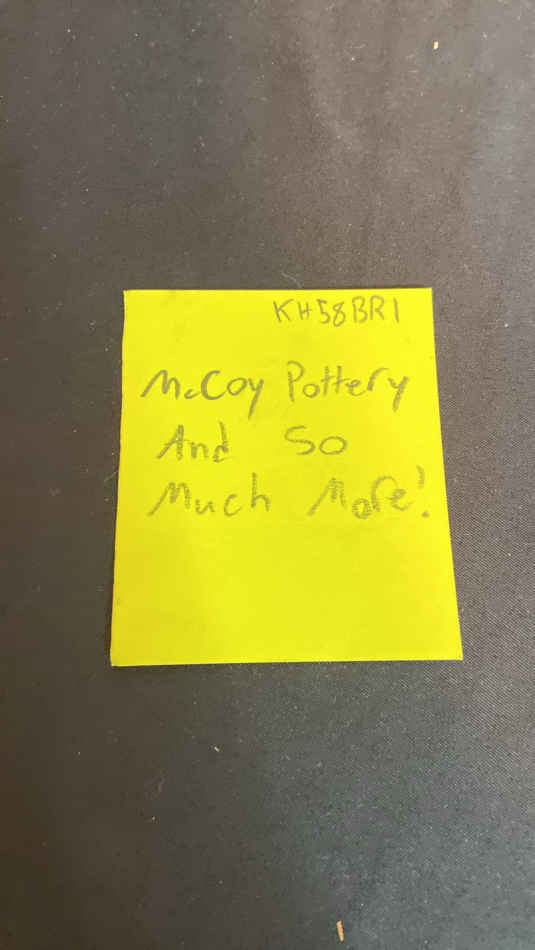 KH58BR1
McCoy Pottery
And So
Much More!